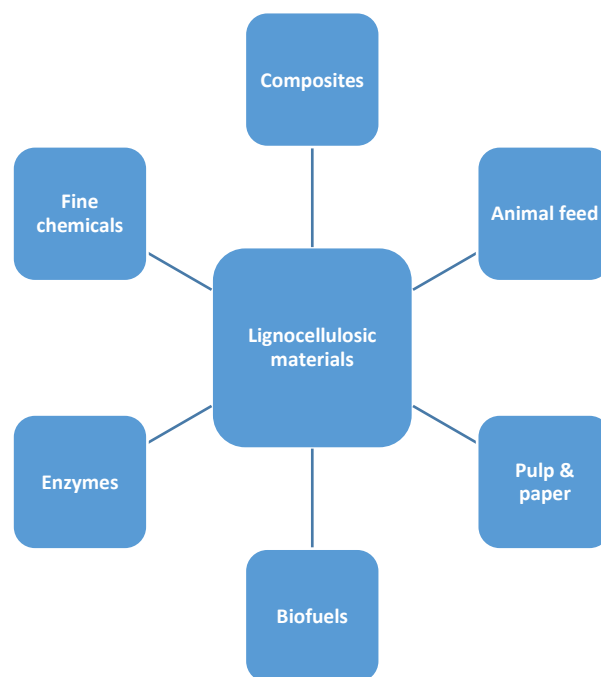 Composites
Fine
chemicals
Animal feed
Lignocellulosic
materials
Enzymes
Pulp &
paper
Biofuels